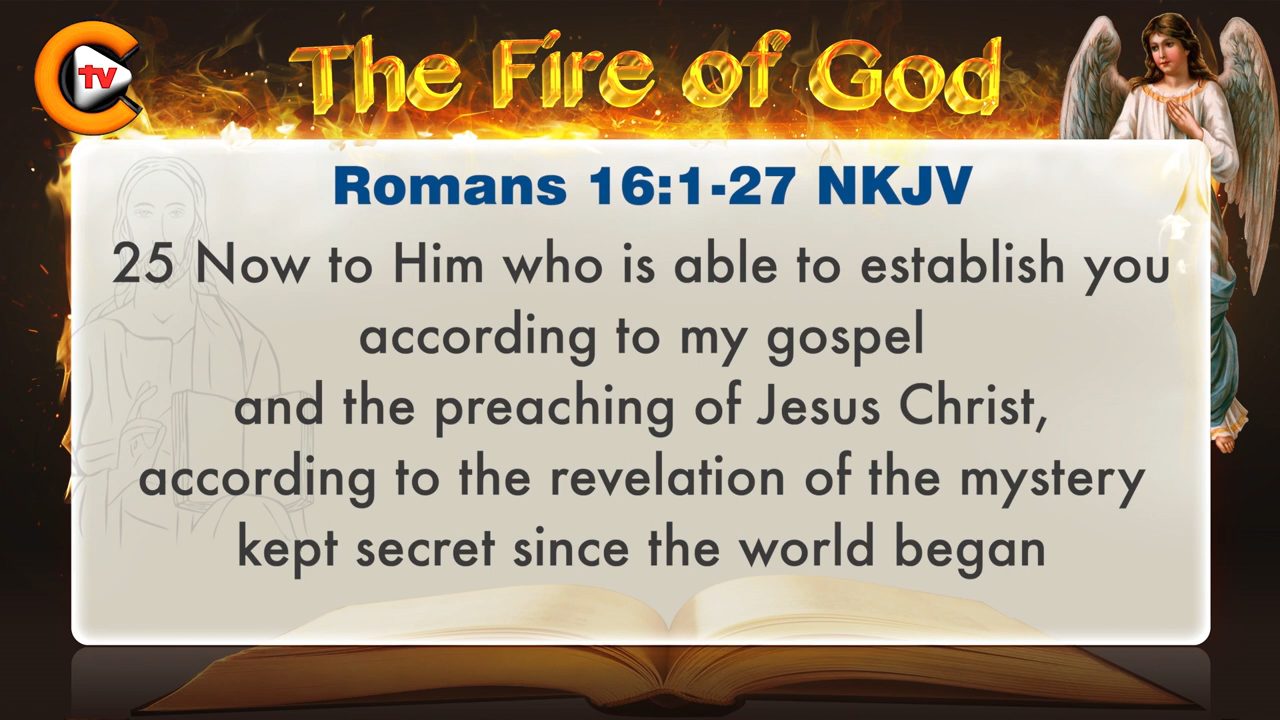 tv
The Fire of God
Romans 16:1-27 NKJV
25 Now to Him who is able to establish you
according to my gospel
and the preaching of Jesus Christ,
according to the revelation of the mystery
kept secret since the world began